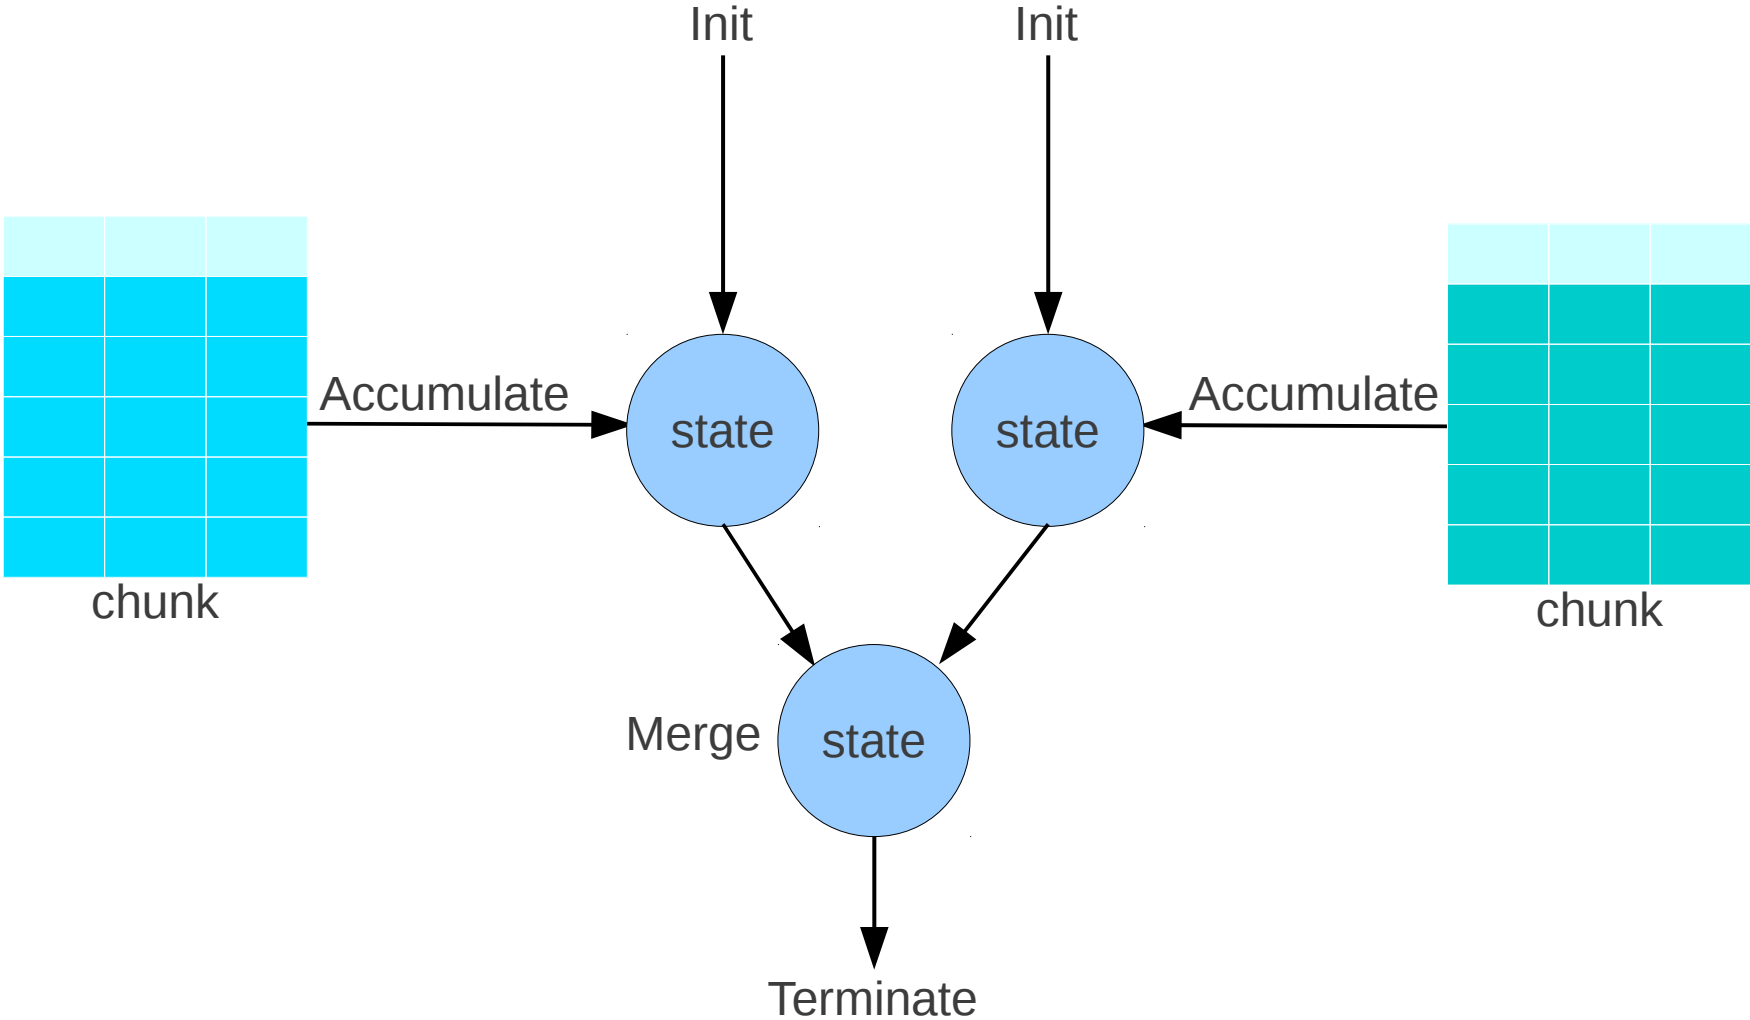 Init
Init
Accumulate
Accumulate
state
state
chunk
chunk
Merge
state
Terminate